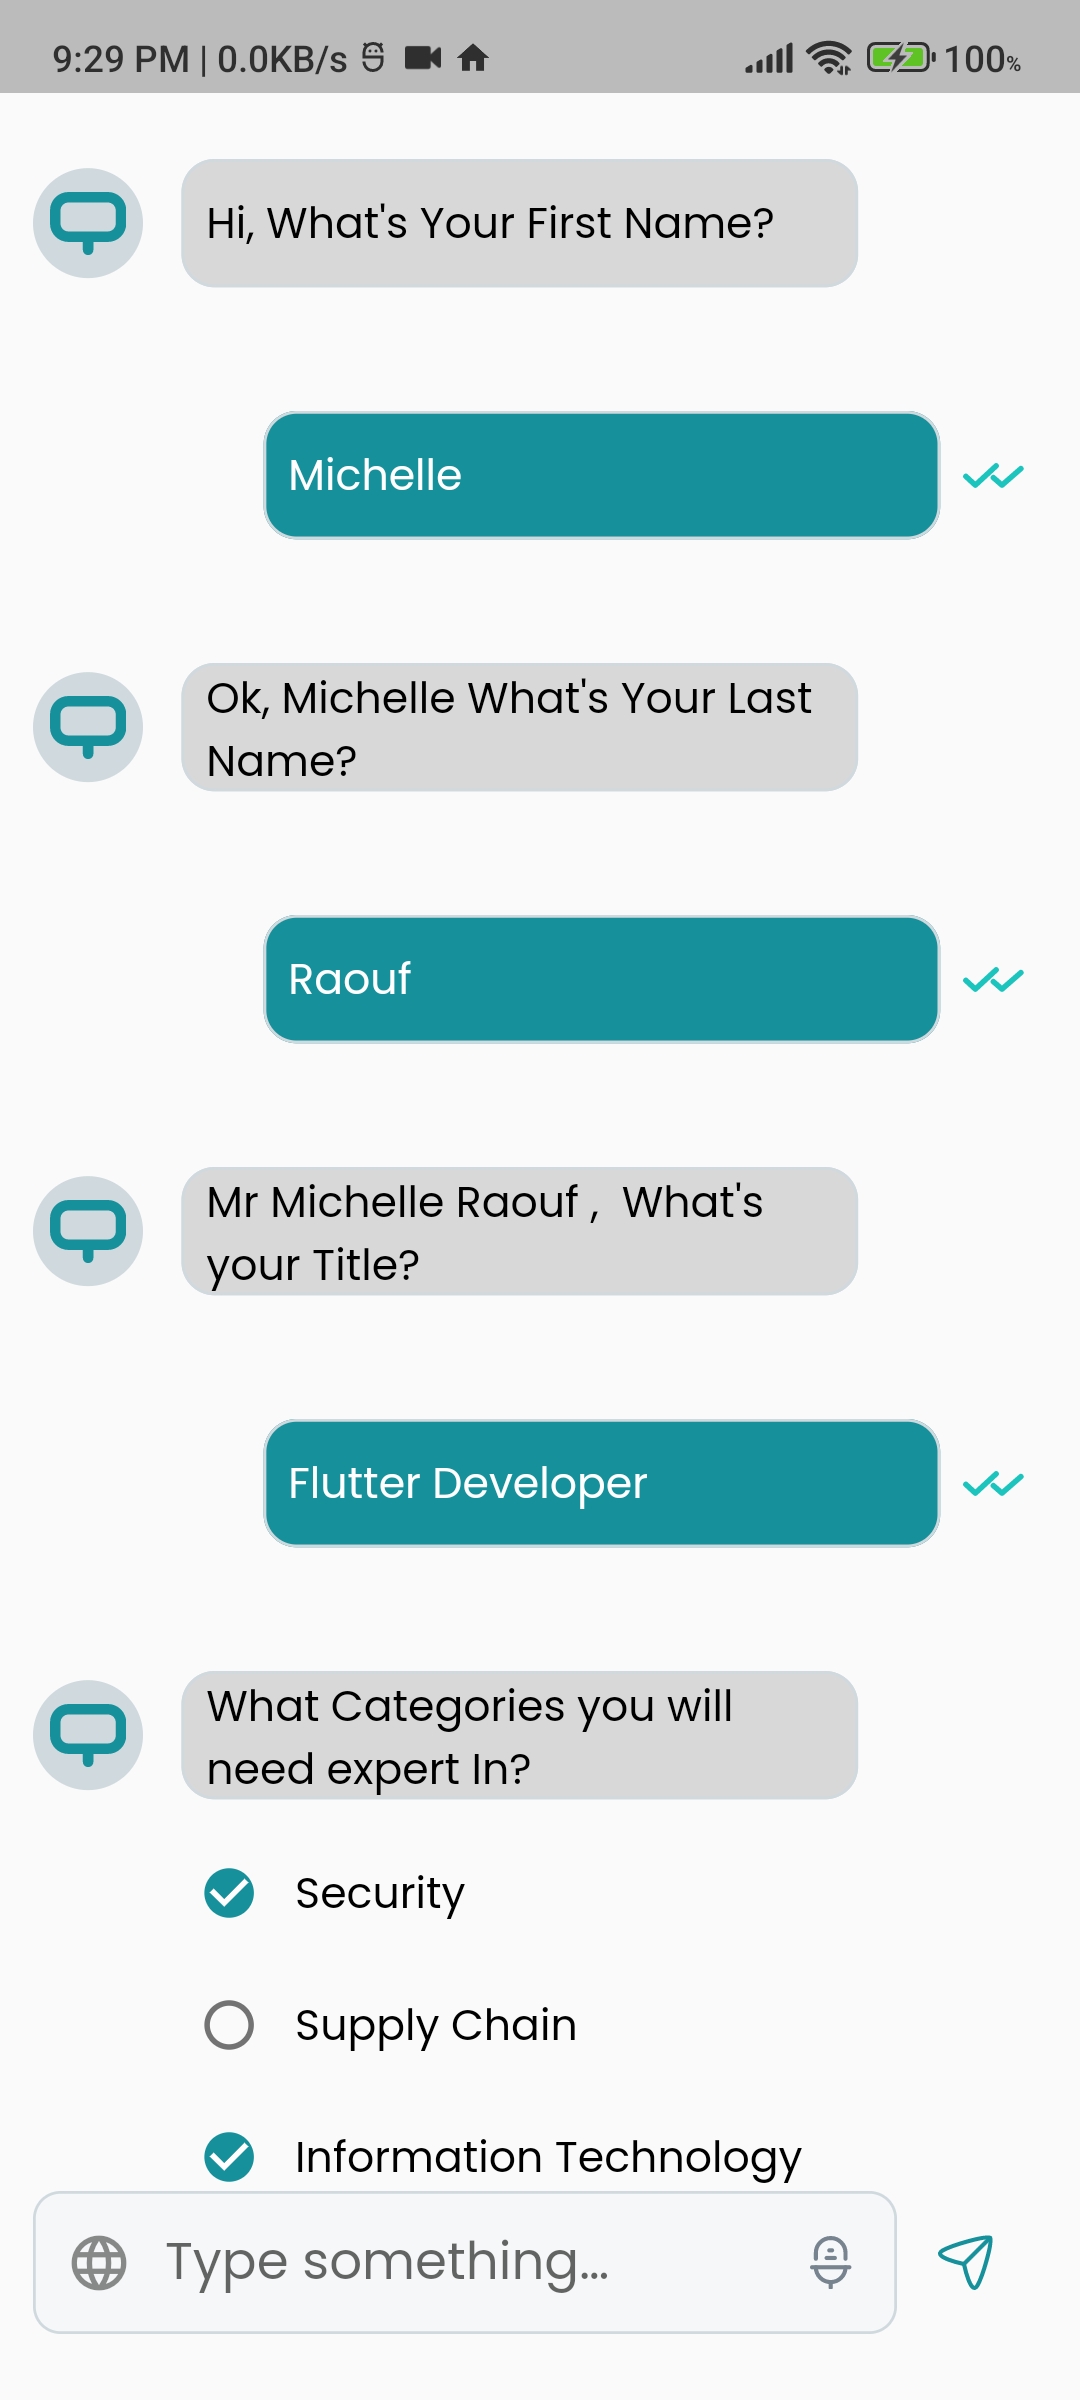 9:29 PM | 0.0KB/s 100%
Hi, What's Your First Name?
Michelle
Ok, Michelle What's Your Last
Name?
Raouf
Mr Michelle Raouf ,  What's
your Title?
Flutter Developer
What Categories you will
need expert In?
Security
Supply Chain
Information Technology
Type something...